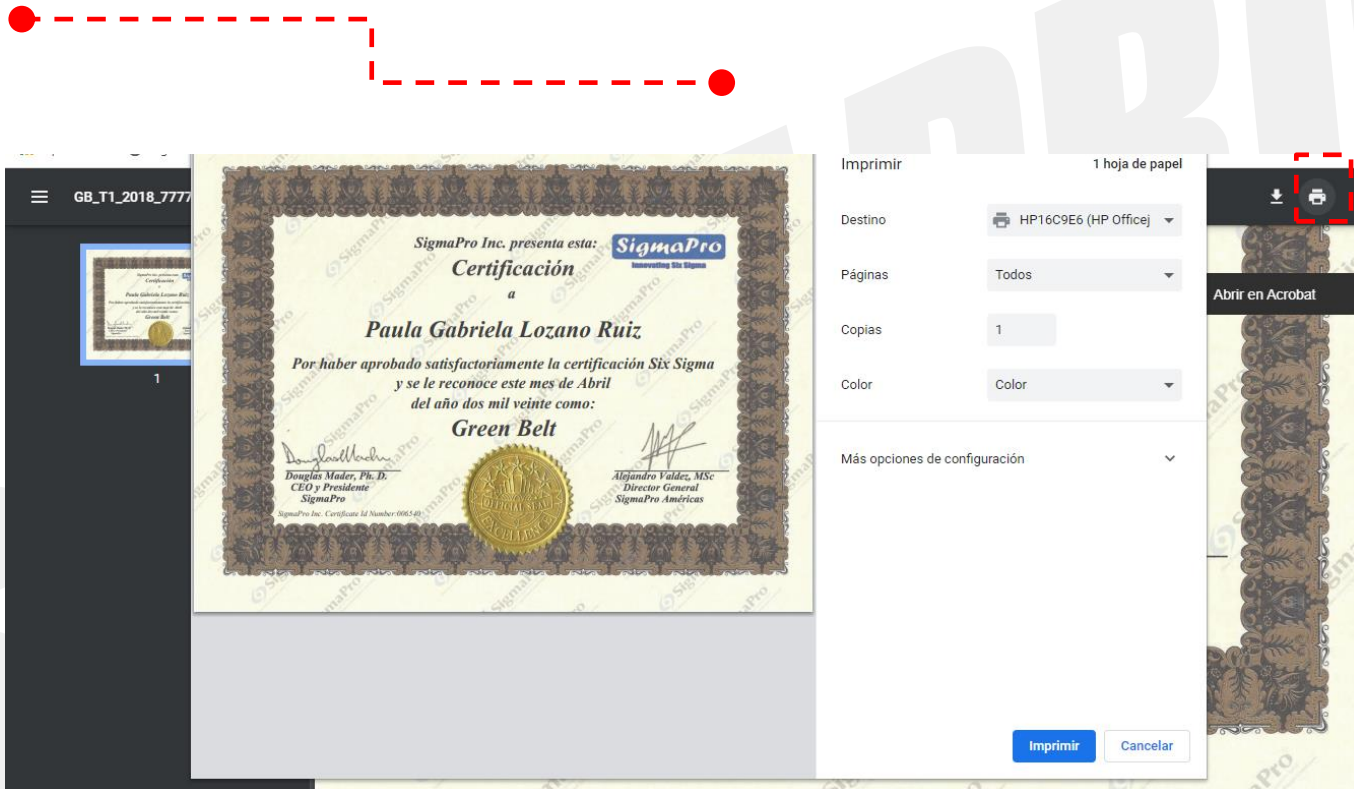 GB_T1_2018_7777
1
SigmaPro Inc. presenta esta:
SigmaPro
Innovating Six Sigma
Certificación
a
Paula Gabriela Lozano Ruiz
Por haber aprobado satisfactoriamente la certificación Six Sigma
y se le reconoce este mes de Abril
del año dos mil veinte como:
Green Belt
Douglas Mader, Ph. D.
CEO y Presidente
SigmaPro
Alejandro Valdez, MSc
Director General
SigmaPro Américas
SigmaPro Inc. Certificate Id Number:006540
OFFICIAL SEAL
EXCELLENCE
Imprimir
1 hoja de papel
Destino
HP16C9E6 (HP Officej
Páginas
Todos
Copias
1
Color
Color
Más opciones de configuración
Imprimir
Cancelar
Abrir en Acrobat